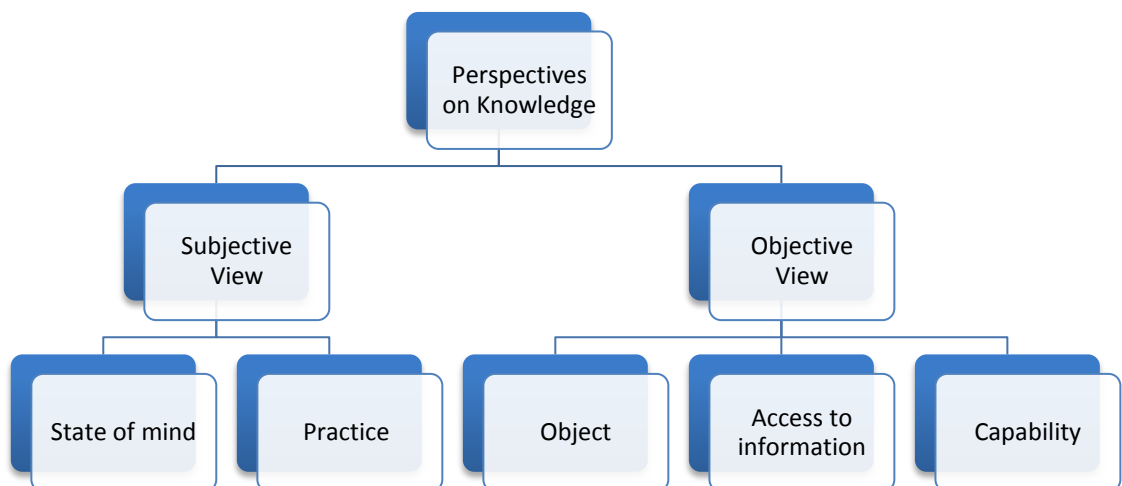 Perspectives
on Knowledge
Subjective
View
Objective
View
State of mind
Practice
Object
Access to
information
Capability